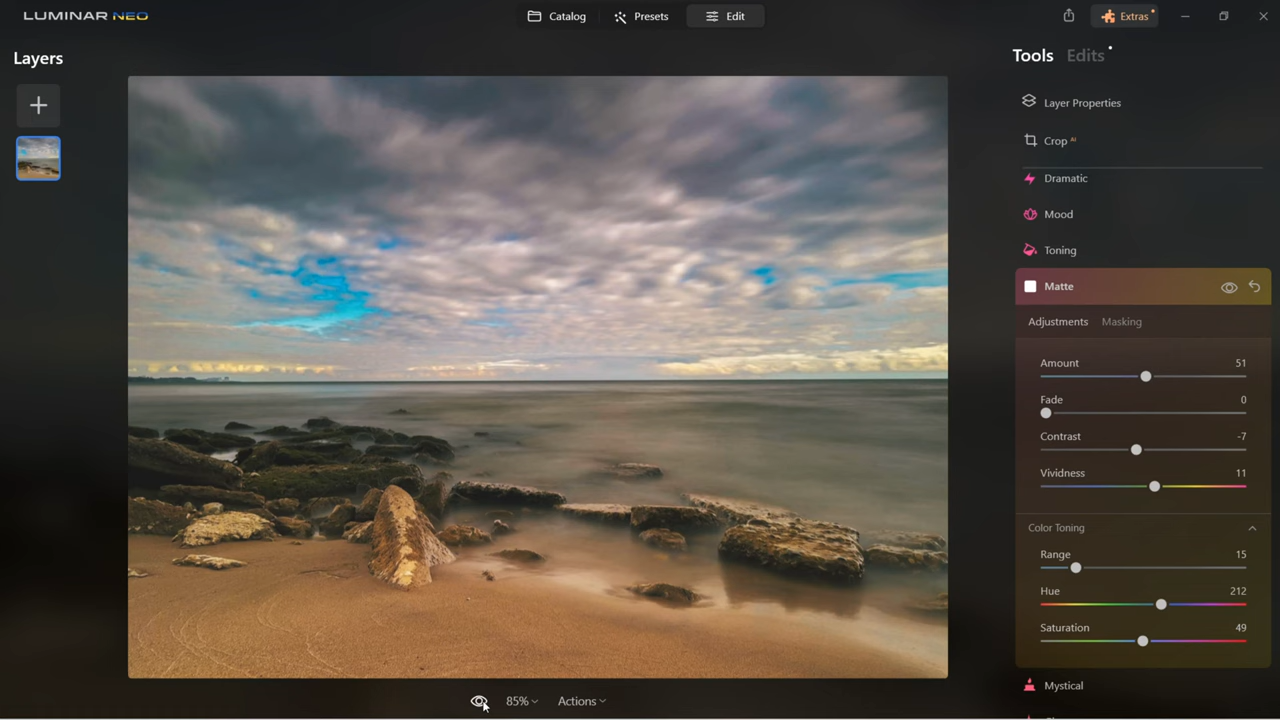 LUMINAR NEO
Catalog
Presets
Edit
Extras
Layers
Tools Edits
Layer Properties
Crop AI
Dramatic
Mood
Toning
Matte
Adjustments Masking
Amount 51
Fade 0
Contrast -7
Vividness 11
Color Toning
Range 15
Hue 212
Saturation 49
Mystical
85%
Actions